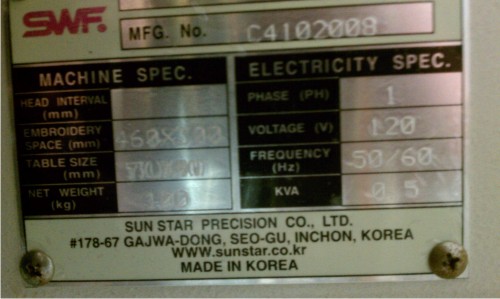 SWF
MFG. No. C4102008
MACHINE SPEC.
HEAD INTERVAL (mm)
EMBROIDERY SPACE (mm)
TABLE SIZE (mm)
NET WEIGHT (kg)
ELECTRICITY SPEC.
PHASE (PH) 1
VOLTAGE (V) 120
FREQUENCY (Hz) 50/60
KVA 0.5
SUN STAR PRECISION CO., LTD.
#178-67 GAJWA-DONG, SEO-GU, INCHON, KOREA
www.sunstar.co.kr
MADE IN KOREA